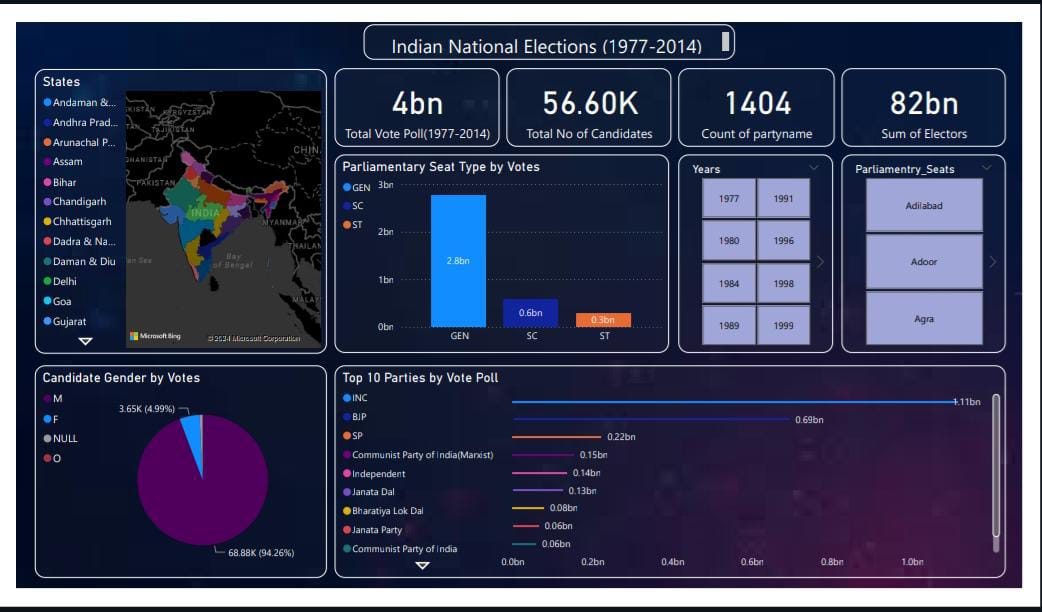 Indian National Elections (1977-2014)
States
Andaman &...
Andhra Prad...
Arunachal P...
Assam
Bihar
Chandigarh
Chhattisgarh
Dadra & Na...
Daman & Diu
Delhi
Goa
Gujarat
KYRGYZSTAN
TAJIKISTAN
CHIN
PAKISTAN
INDIA
MYANMAR
THAILAN
Bay
of Bengal
an Sea
MALAY
Microsoft Bing
© 2024 Microsoft Corporation
4bn
Total Vote Poll(1977-2014)
56.60K
Total No of Candidates
1404
Count of partyname
82bn
Sum of Electors
Parliamentary Seat Type by Votes
GEN
SC
ST
3bn
2bn
1bn
0bn
2.8bn
0.6bn
0.3bn
GEN
SC
ST
Years
1977
1991
1980
1996
1984
1998
1989
1999
Parliamentry_Seats
Adilabad
Adoor
Agra
Candidate Gender by Votes
M
F
NULL
O
3.65K (4.99%)
68.88K (94.26%)
Top 10 Parties by Vote Poll
INC
BJP
SP
Communist Party of India(Marxist)
Independent
Janata Dal
Bharatiya Lok Dal
Janata Party
Communist Party of India
1.11bn
0.69bn
0.22bn
0.15bn
0.14bn
0.13bn
0.08bn
0.06bn
0.06bn
0.0bn
0.2bn
0.4bn
0.6bn
0.8bn
1.0bn